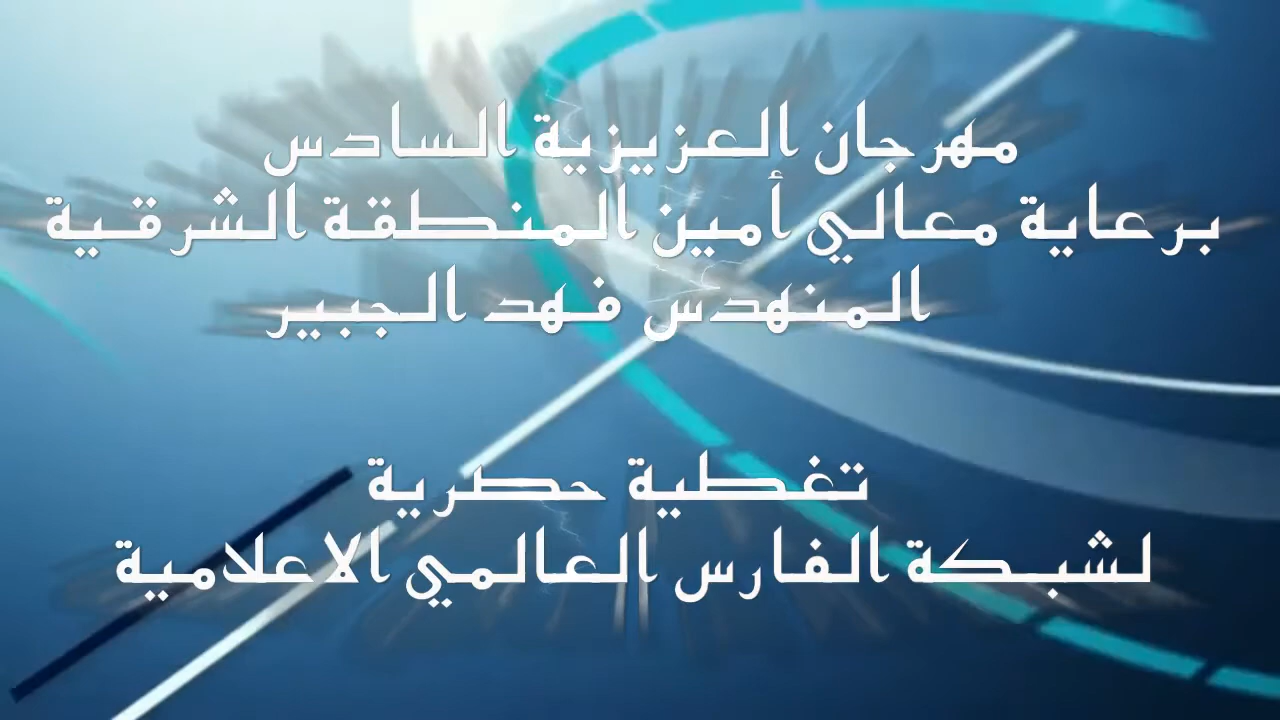 مهرجان العزيزية السادس
برعاية معالي أمين المنطقة الشرقية
المنهدس فهد الجبير
تغطية حصرية
لشبكة الفارس العالمي الاعلامية